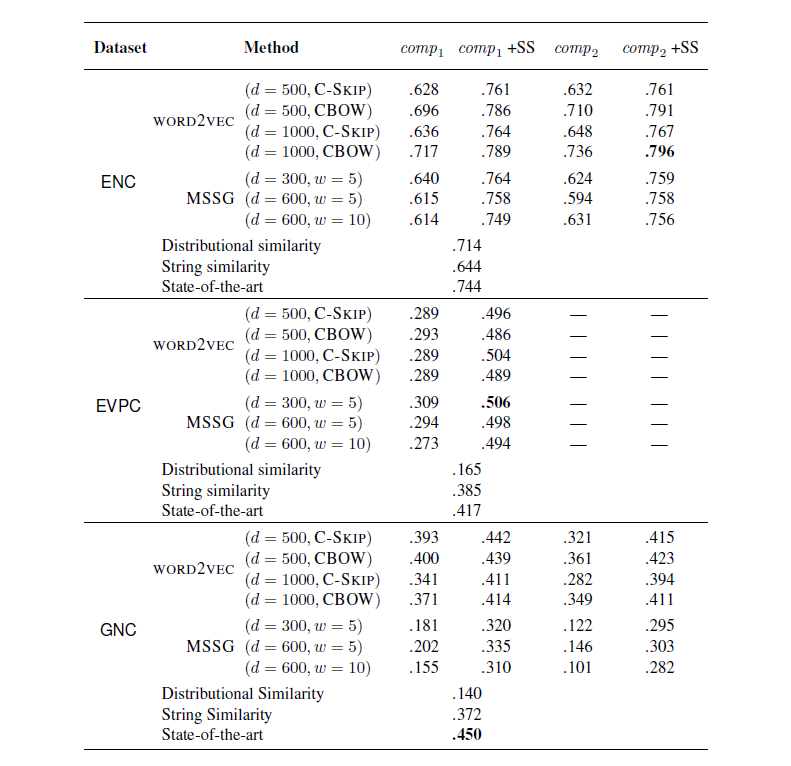 Dataset Method comp1 comp1 +SS comp2 comp2 +SS
(d = 500, C-SKIP) .628 .761 .632 .761
(d = 500, CBOW) .696 .786 .710 .791
WORD2VEC
(d = 1000, C-SKIP) .636 .764 .648 .767
(d = 1000, CBOW) .717 .789 .736 .796
ENC
(d = 300, w = 5) .640 .764 .624 .759
MSSG (d = 600, w = 5) .615 .758 .594 .758
(d = 600, w = 10) .614 .749 .631 .756
Distributional similarity .714
String similarity .644
State-of-the-art .744
(d = 500, C-SKIP) .289 .496 — —
(d = 500, CBOW) .293 .486 — —
WORD2VEC
(d = 1000, C-SKIP) .289 .504 — —
(d = 1000, CBOW) .289 .489 — —
EVPC
(d = 300, w = 5) .309 .506 — —
MSSG (d = 600, w = 5) .294 .498 — —
(d = 600, w = 10) .273 .494 — —
Distributional similarity .165
String similarity .385
State-of-the-art .417
(d = 500, C-SKIP) .393 .442 .321 .415
(d = 500, CBOW) .400 .439 .361 .423
WORD2VEC
(d = 1000, C-SKIP) .341 .411 .282 .394
(d = 1000, CBOW) .371 .414 .349 .411
GNC
(d = 300, w = 5) .181 .320 .122 .295
MSSG (d = 600, w = 5) .202 .335 .146 .303
(d = 600, w = 10) .155 .310 .101 .282
Distributional Similarity .140
String Similarity .372
State-of-the-art .450